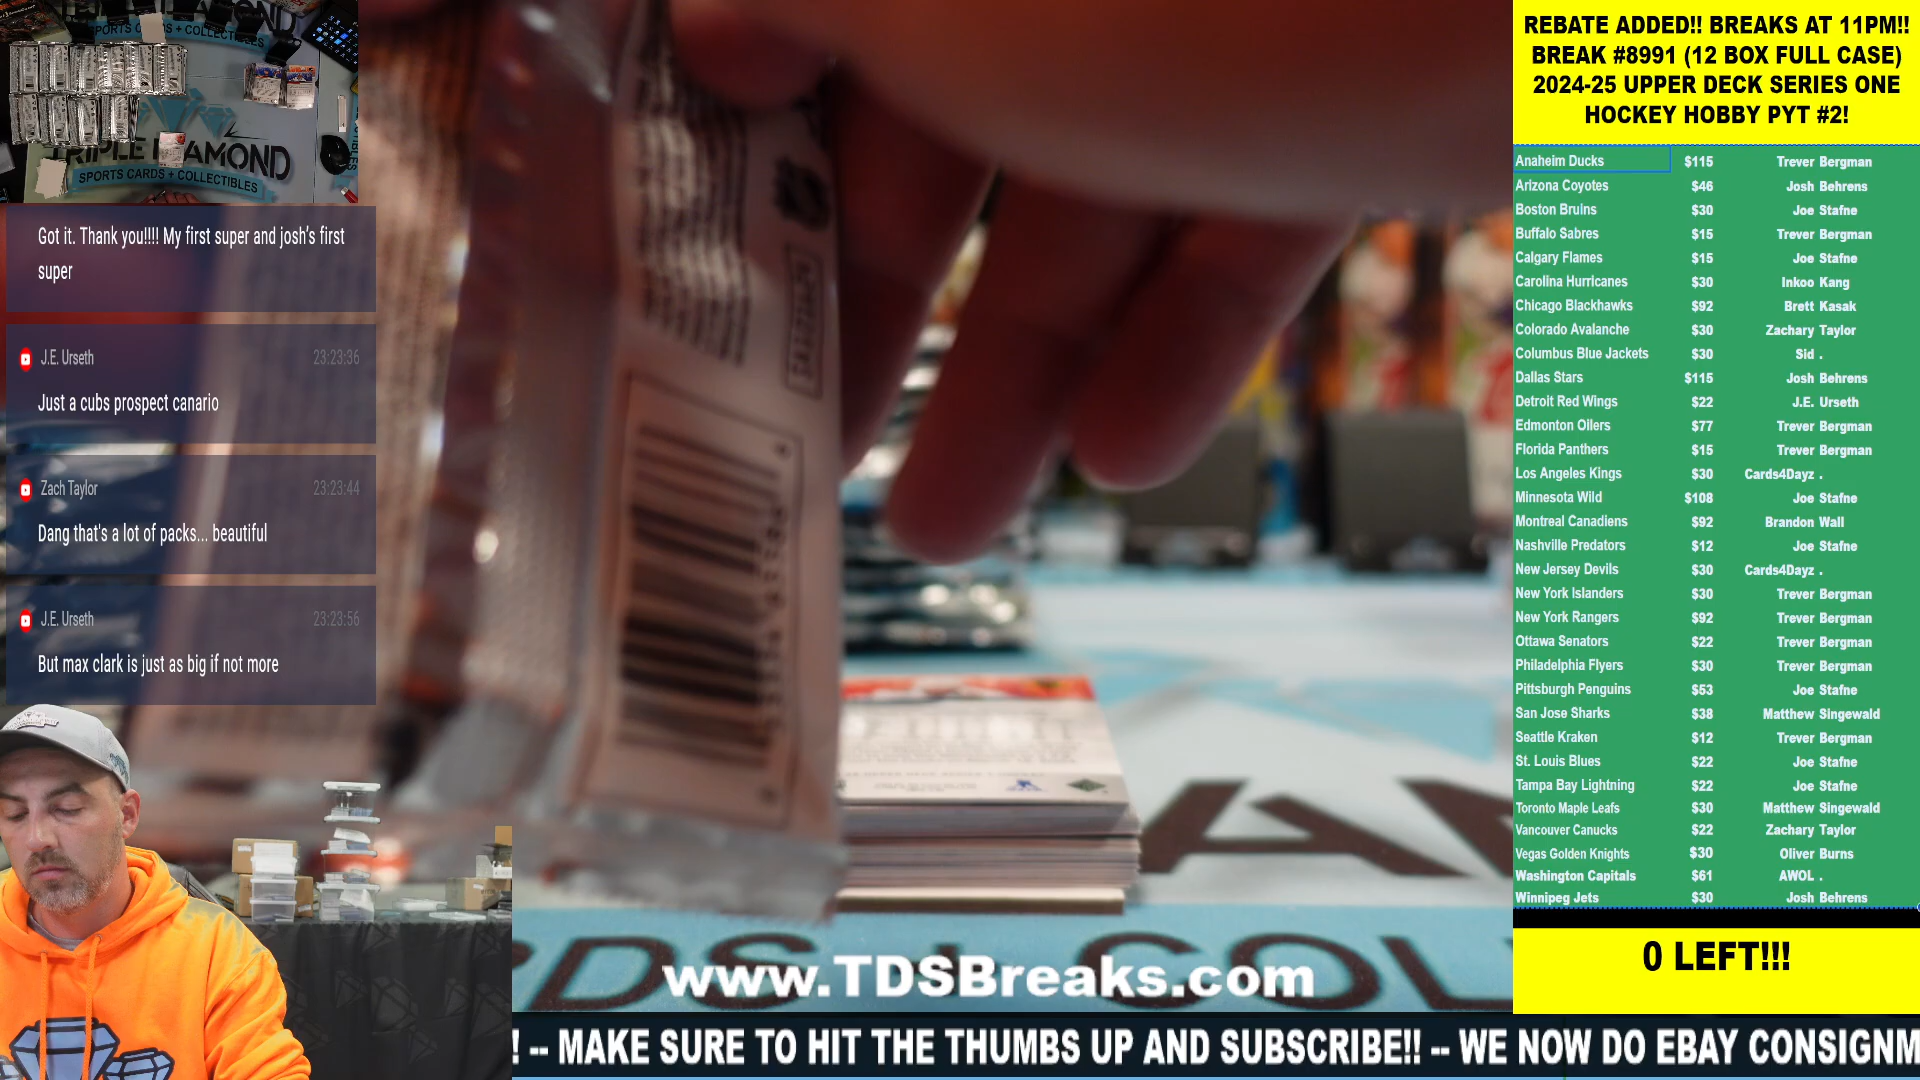 SPORTS CARDS + COLLECTIBLES
TRIPLE DIAMOND
SPORTS CARDS + COLLECTIBLES
Got it. Thank you!!!! My first super and josh's first
super
J.E. Urseth 23:23:36
Just a cubs prospect canario
Zach Taylor 23:23:44
Dang that's a lot of packs... beautiful
J.E. Urseth 23:23:56
But max clark is just as big if not more
REBATE ADDED!! BREAKS AT 11PM!!
BREAK #8991 (12 BOX FULL CASE)
2024-25 UPPER DECK SERIES ONE
HOCKEY HOBBY PYT #2!
Anaheim Ducks $115 Trever Bergman
Arizona Coyotes $46 Josh Behrens
Boston Bruins $30 Joe Stafne
Buffalo Sabres $15 Trever Bergman
Calgary Flames $15 Joe Stafne
Carolina Hurricanes $30 Inkoo Kang
Chicago Blackhawks $92 Brett Kasak
Colorado Avalanche $30 Zachary Taylor
Columbus Blue Jackets $30 Sid .
Dallas Stars $115 Josh Behrens
Detroit Red Wings $22 J.E. Urseth
Edmonton Oilers $77 Trever Bergman
Florida Panthers $15 Trever Bergman
Los Angeles Kings $30 Cards4Dayz .
Minnesota Wild $108 Joe Stafne
Montreal Canadiens $92 Brandon Wall
Nashville Predators $12 Joe Stafne
New Jersey Devils $30 Cards4Dayz .
New York Islanders $30 Trever Bergman
New York Rangers $92 Trever Bergman
Ottawa Senators $22 Trever Bergman
Philadelphia Flyers $30 Trever Bergman
Pittsburgh Penguins $53 Joe Stafne
San Jose Sharks $38 Matthew Singewald
Seattle Kraken $12 Trever Bergman
St. Louis Blues $22 Joe Stafne
Tampa Bay Lightning $22 Joe Stafne
Toronto Maple Leafs $30 Matthew Singewald
Vancouver Canucks $22 Zachary Taylor
Vegas Golden Knights $30 Oliver Burns
Washington Capitals $61 AWOL .
Winnipeg Jets $30 Josh Behrens
0 LEFT!!!
www.TDSBreaks.com
! -- MAKE SURE TO HIT THE THUMBS UP AND SUBSCRIBE!! -- WE NOW DO EBAY CONSIGNM